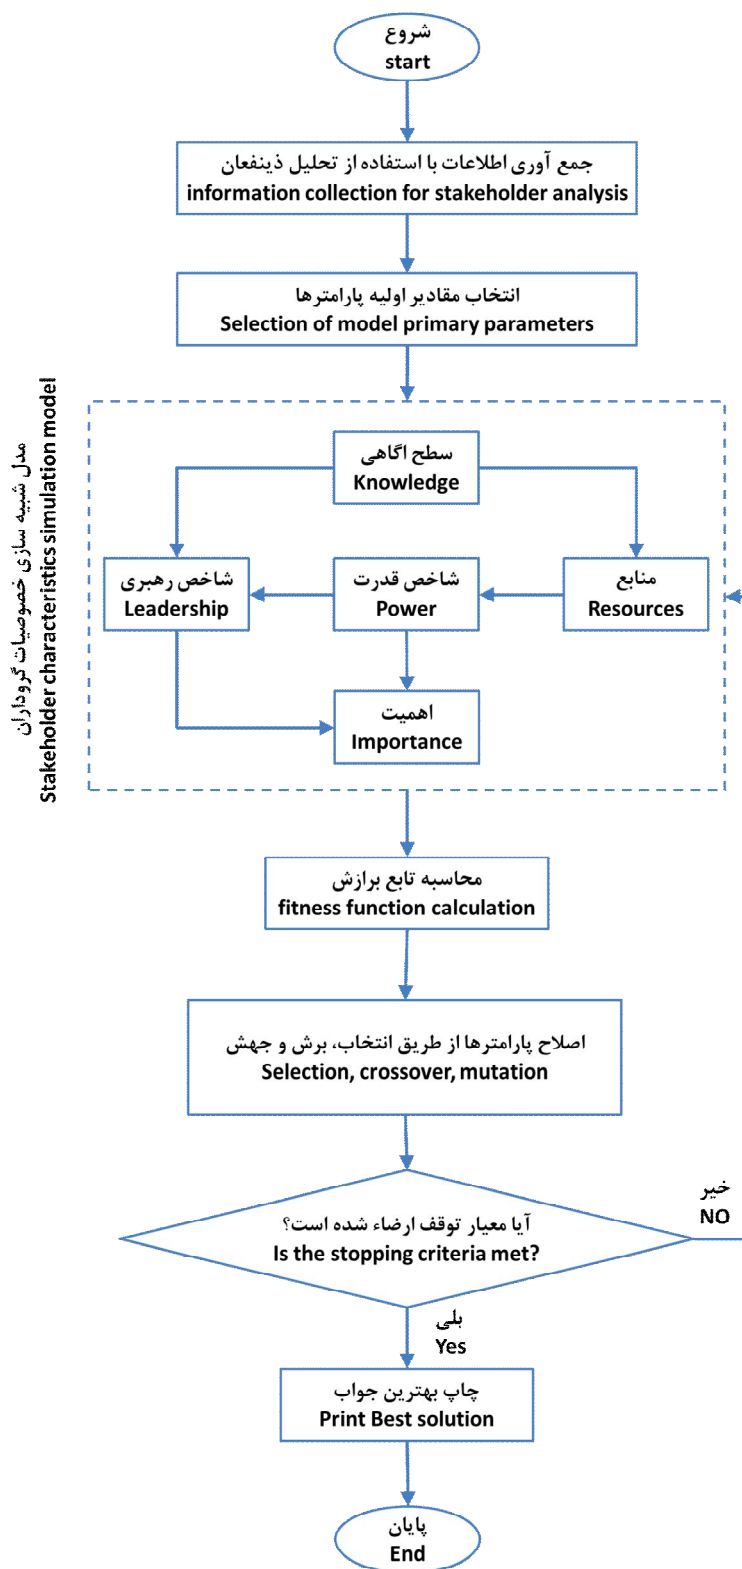 شروع
start
جمع آوری اطلاعات با استفاده از تحلیل ذینفعان
information collection for stakeholder analysis
انتخاب مقادیر اولیه پارامترها
Selection of model primary parameters
مدل شبیه سازی خصوصیات گروداران
Stakeholder characteristics simulation model
سطح اگاهی
Knowledge
شاخص رهبری
Leadership
شاخص قدرت
Power
منابع
Resources
اهمیت
Importance
محاسبه تابع برازش
fitness function calculation
اصلاح پارامترها از طریق انتخاب، برش و جهش
Selection, crossover, mutation
آیا معیار توقف ارضاء شده است؟
Is the stopping criteria met?
خیر
NO
بلی
Yes
چاپ بهترین جواب
Print Best solution
پایان
End